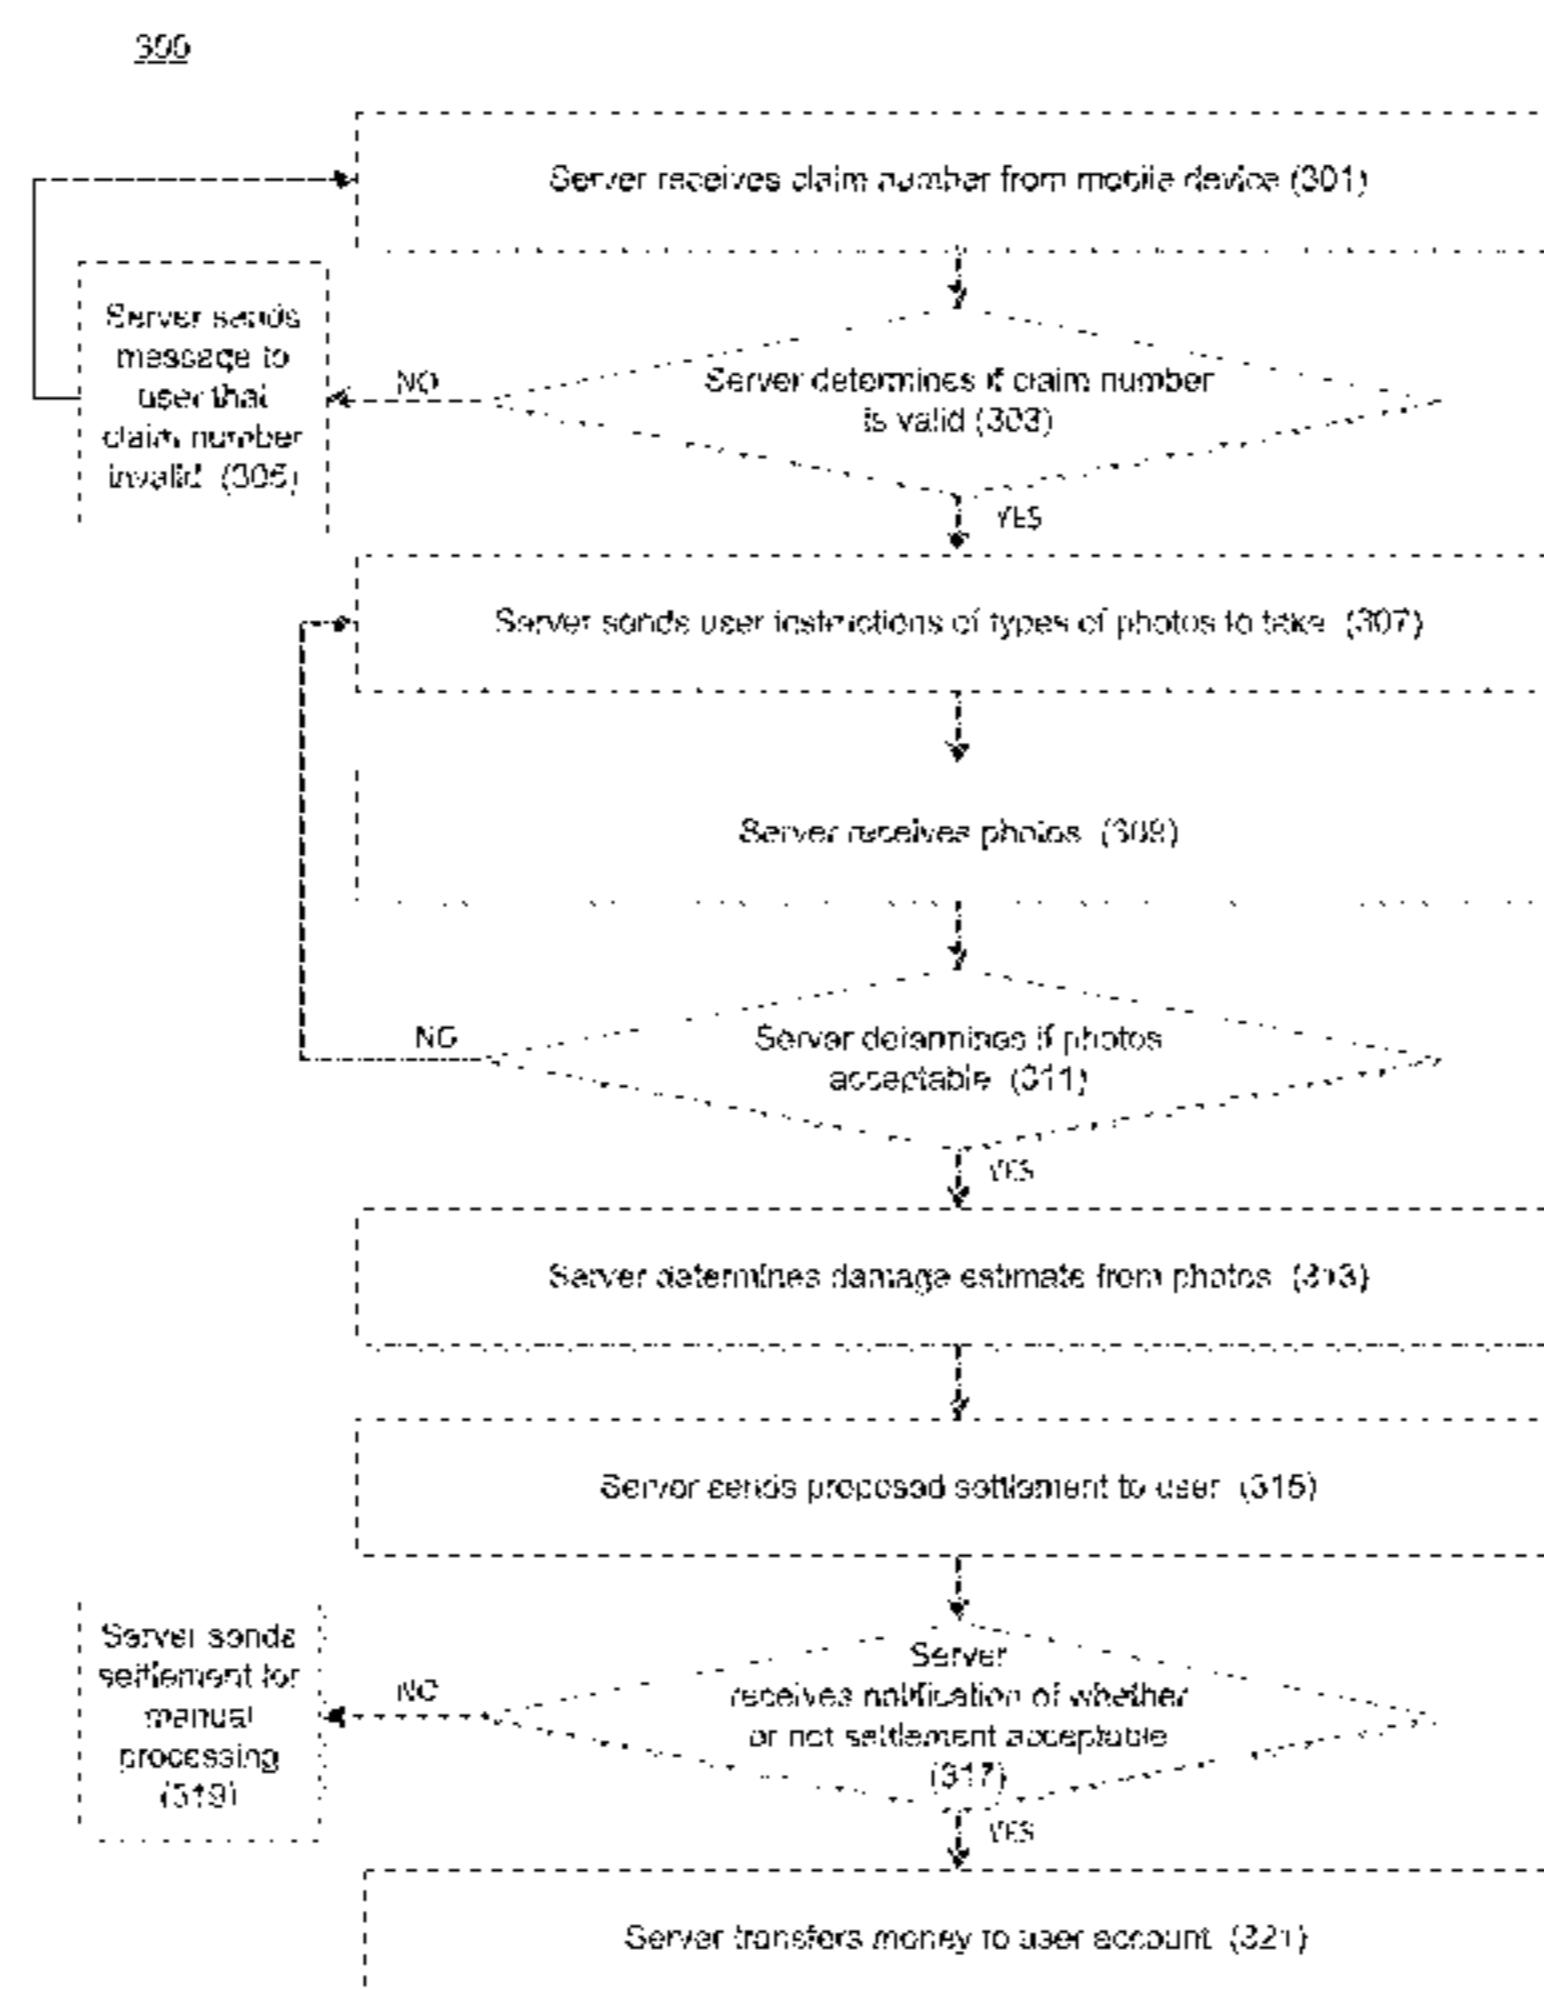 300
Server receives claim number from mobile device (301)
Server sends
message to
user that
claim number
invalid (305)
NO
Server determines if claim number
is valid (303)
YES
Server sends user instructions of types of photos to take (307)
Server receives photos (309)
NO
Server determines if photos
acceptable (311)
YES
Server determines damage estimate from photos (313)
Server sends proposed settlement to user (315)
Server sends
settlement for
manual
processing
(319)
NO
Server
receives notification of whether
or not settlement acceptable
(317)
YES
Server transfers money to user account (321)